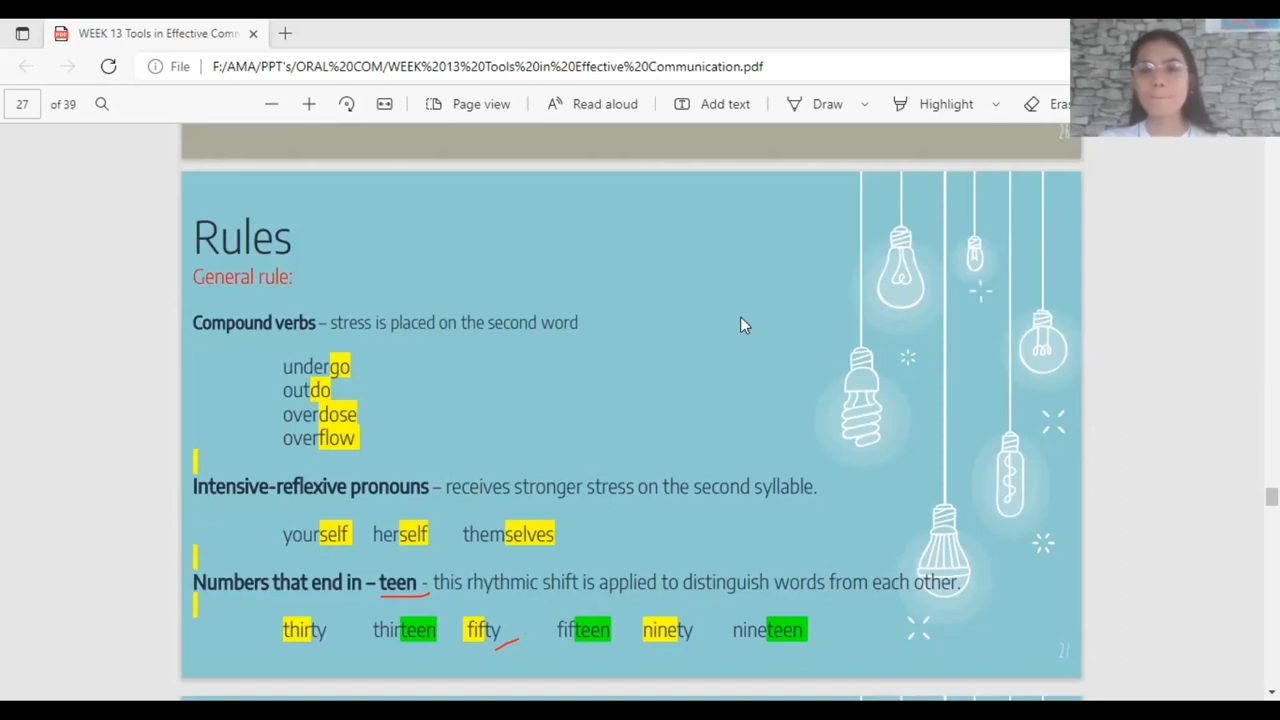 WEEK 13 Tools in Effective Comm
File F:/AMA/PPT's/ORAL%20COM/WEEK%2013%20Tools%20in%20Effective%20Communication.pdf
27 of 39 Page view Read aloud Add text Draw Highlight Eras
Rules
General rule:
Compound verbs – stress is placed on the second word
undergo
outdo
overdose
overflow
Intensive-reflexive pronouns – receives stronger stress on the second syllable.
yourself herself themselves
Numbers that end in – teen - this rhythmic shift is applied to distinguish words from each other.
thirty thirteen fifty fifteen ninety nineteen
27